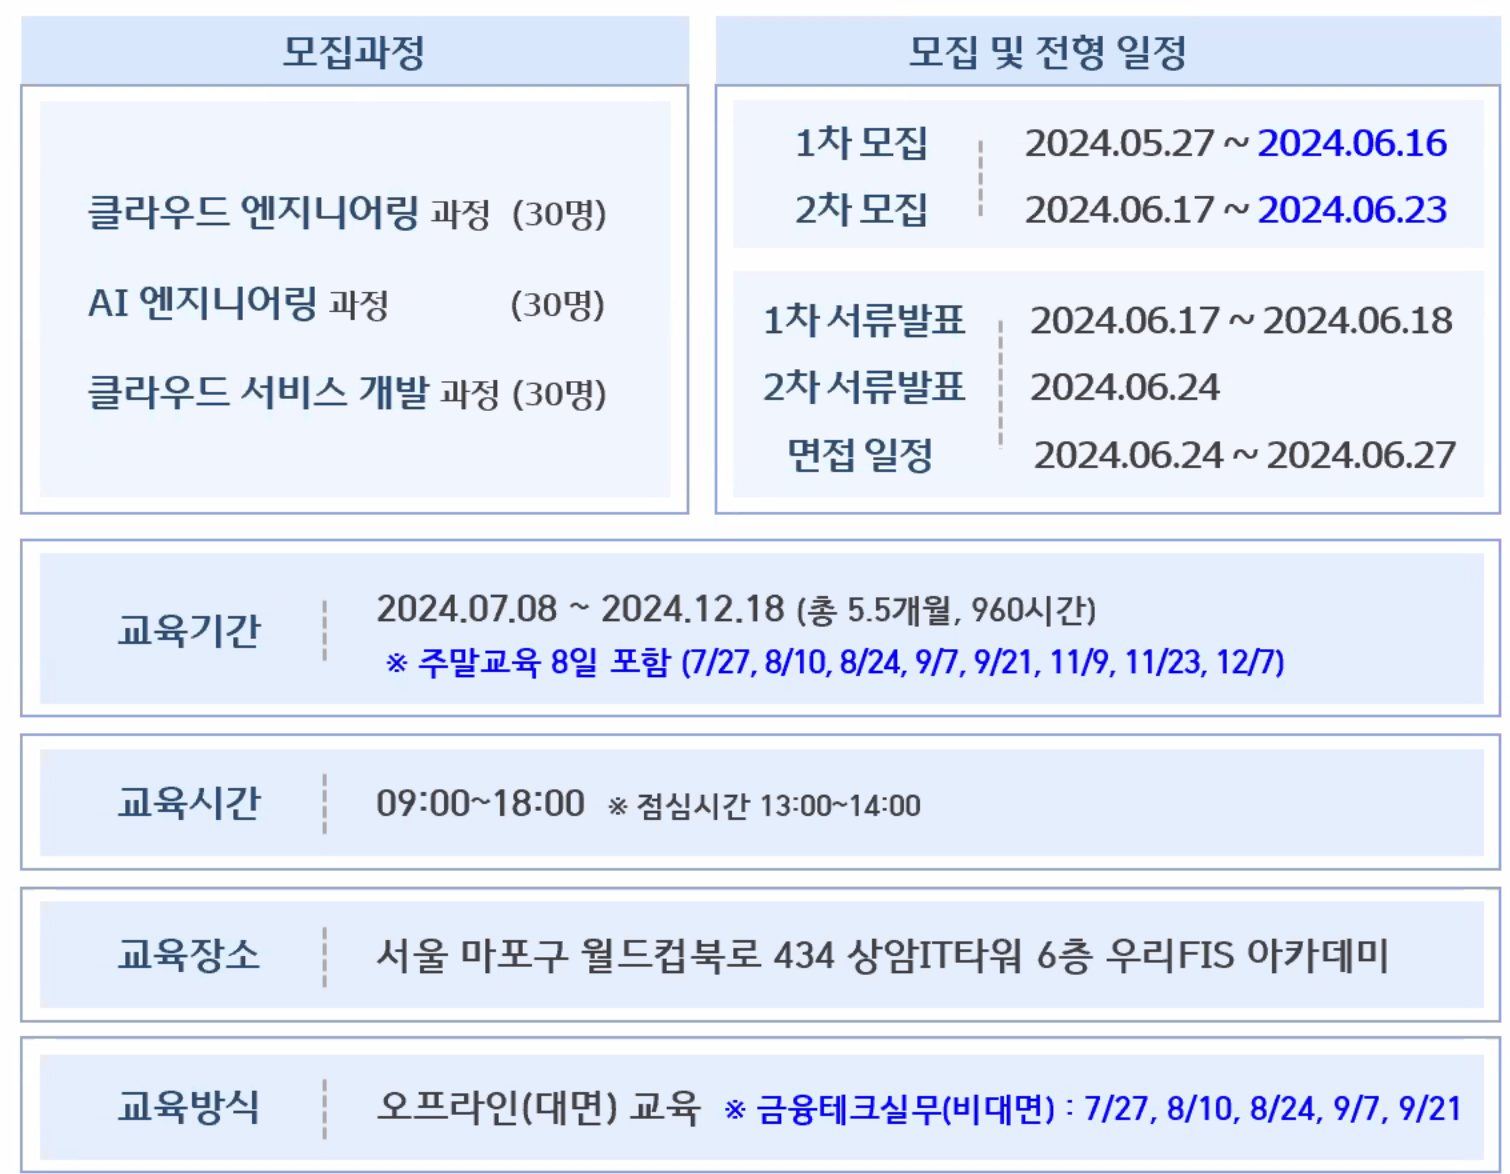 모집과정
클라우드 엔지니어링 과정 (30명)
AI 엔지니어링 과정 (30명)
클라우드 서비스 개발 과정 (30명)
모집 및 전형 일정
1차 모집 2024.05.27 ~ 2024.06.16
2차 모집 2024.06.17 ~ 2024.06.23
1차 서류발표 2024.06.17 ~ 2024.06.18
2차 서류발표 2024.06.24
면접 일정 2024.06.24 ~ 2024.06.27
교육기간 2024.07.08 ~ 2024.12.18 (총 5.5개월, 960시간)
※ 주말교육 8일 포함 (7/27, 8/10, 8/24, 9/7, 9/21, 11/9, 11/23, 12/7)
교육시간 09:00~18:00 ※ 점심시간 13:00~14:00
교육장소 서울 마포구 월드컵북로 434 상암IT타워 6층 우리FIS 아카데미
교육방식 오프라인(대면) 교육 ※ 금융테크실무(비대면) : 7/27, 8/10, 8/24, 9/7, 9/21